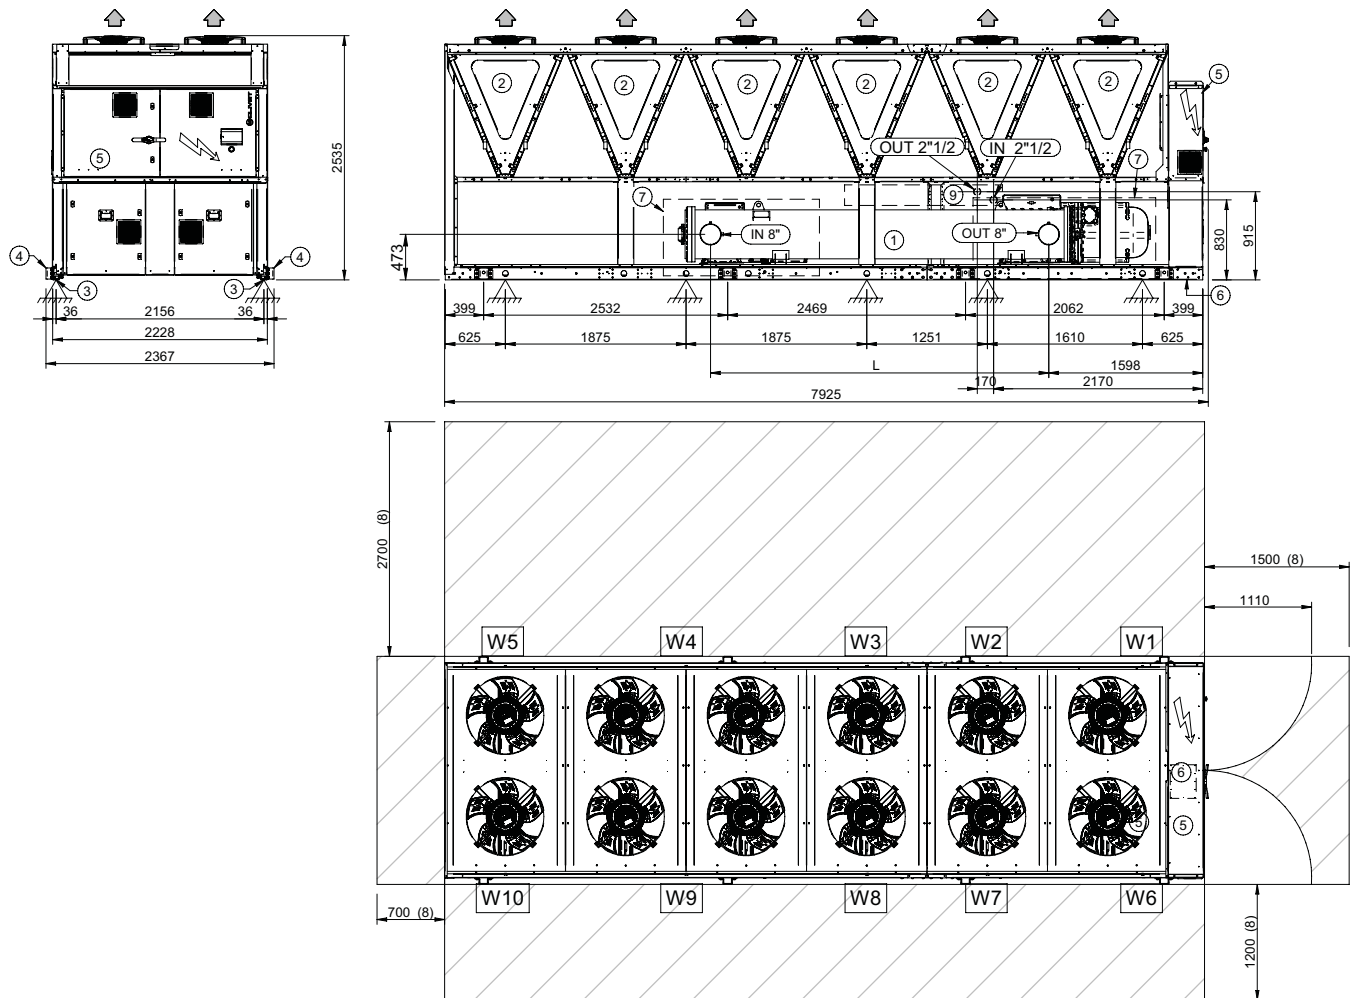 2 2 2 2 2 2 5
OUT 2"1/2 IN 2"1/2
5 7 9 7
IN 8" 1 OUT 8"
CLIVET
2535
473
830
915
4 4
3 3 6
36 2156 36
2228
2367
399 2532 2469 2062 399
625 1875 1875 1251 1610 625
L 1598
170 2170
7925
2700 (8)
1500 (8)
1110
W5 W4 W3 W2 W1
6
5 5
W10 W9 W8 W7 W6
700 (8)
1200 (8)